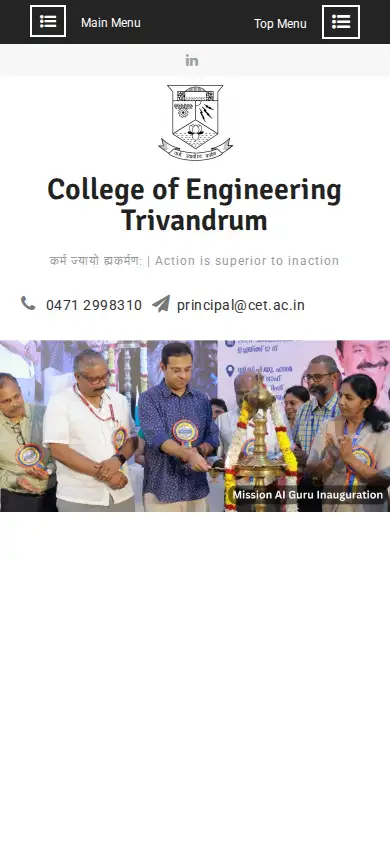 Main Menu
Top Menu
in
College of Engineering
Trivandrum
कर्म ज्यायो ह्यकर्मण: | Action is superior to inaction
0471 2998310
principal@cet.ac.in
Mission AI Guru Inauguration